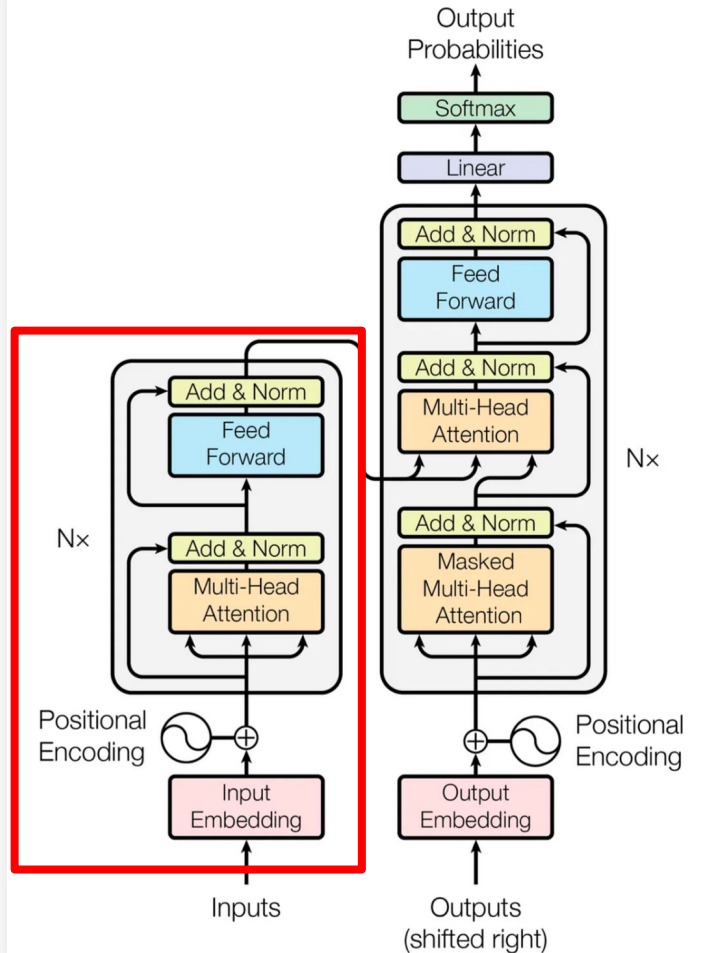 Output
Probabilities
Softmax
Linear
Add & Norm
Feed
Forward
Add & Norm
Multi-Head
Attention
Nx
Add & Norm
Masked
Multi-Head
Attention
Positional
Encoding
Output
Embedding
Outputs
(shifted right)
Add & Norm
Feed
Forward
Nx
Add & Norm
Multi-Head
Attention
Positional
Encoding
Input
Embedding
Inputs